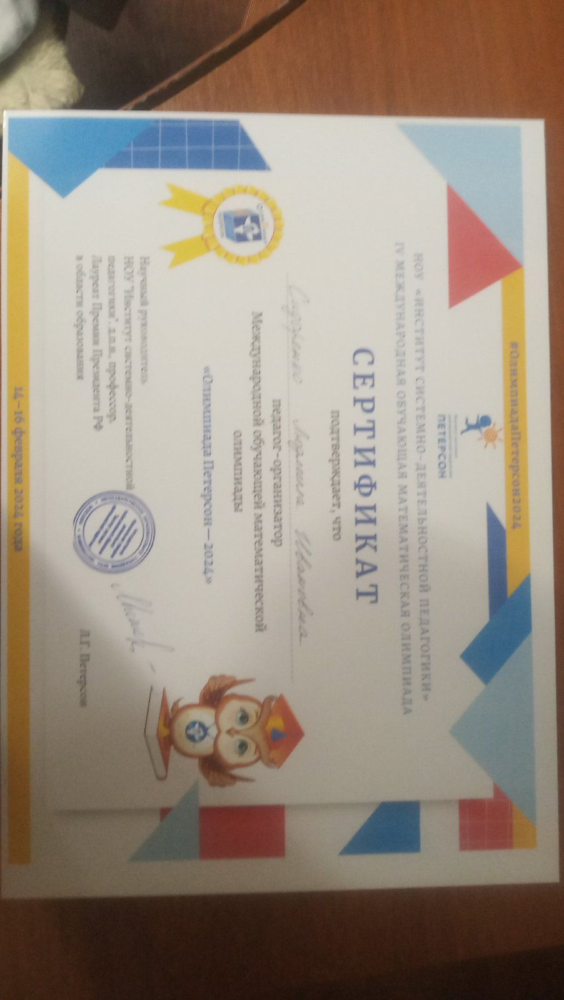 #ОлимпиадаПетерсон2024
ПЕТЕРСОН
НОУ «ИНСТИТУТ СИСТЕМНО-ДЕЯТЕЛЬНОСТНОЙ ПЕДАГОГИКИ»
IV МЕЖДУНАРОДНАЯ ОБУЧАЮЩАЯ МАТЕМАТИЧЕСКАЯ ОЛИМПИАДА
СЕРТИФИКАТ
подтверждает, что
Ивановна
педагог-организатор
Международной обучающей математической
олимпиады
«Олимпиада Петерсон—2024»
Научный руководитель
НОУ "Институт системно-деятельностной
педагогики", д.п.н., профессор,
Лауреат Премии Президента РФ
в области образования
Л.Г. Петерсон
14–16 февраля 2024 года